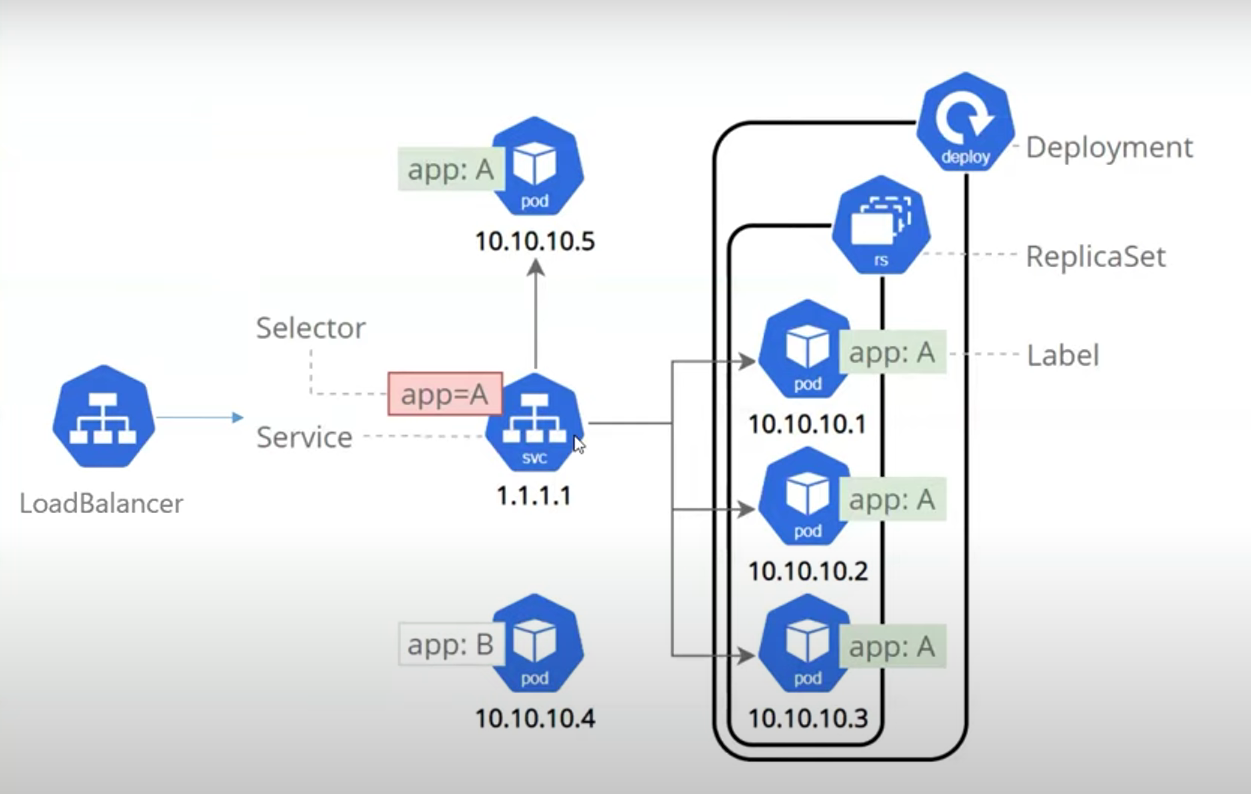 deploy
Deployment
app: A
pod
10.10.10.5
rs
ReplicaSet
Selector
app=A
Service
svc
1.1.1.1
LoadBalancer
pod
app: A
Label
10.10.10.1
pod
app: A
10.10.10.2
app: B
pod
10.10.10.4
pod
app: A
10.10.10.3